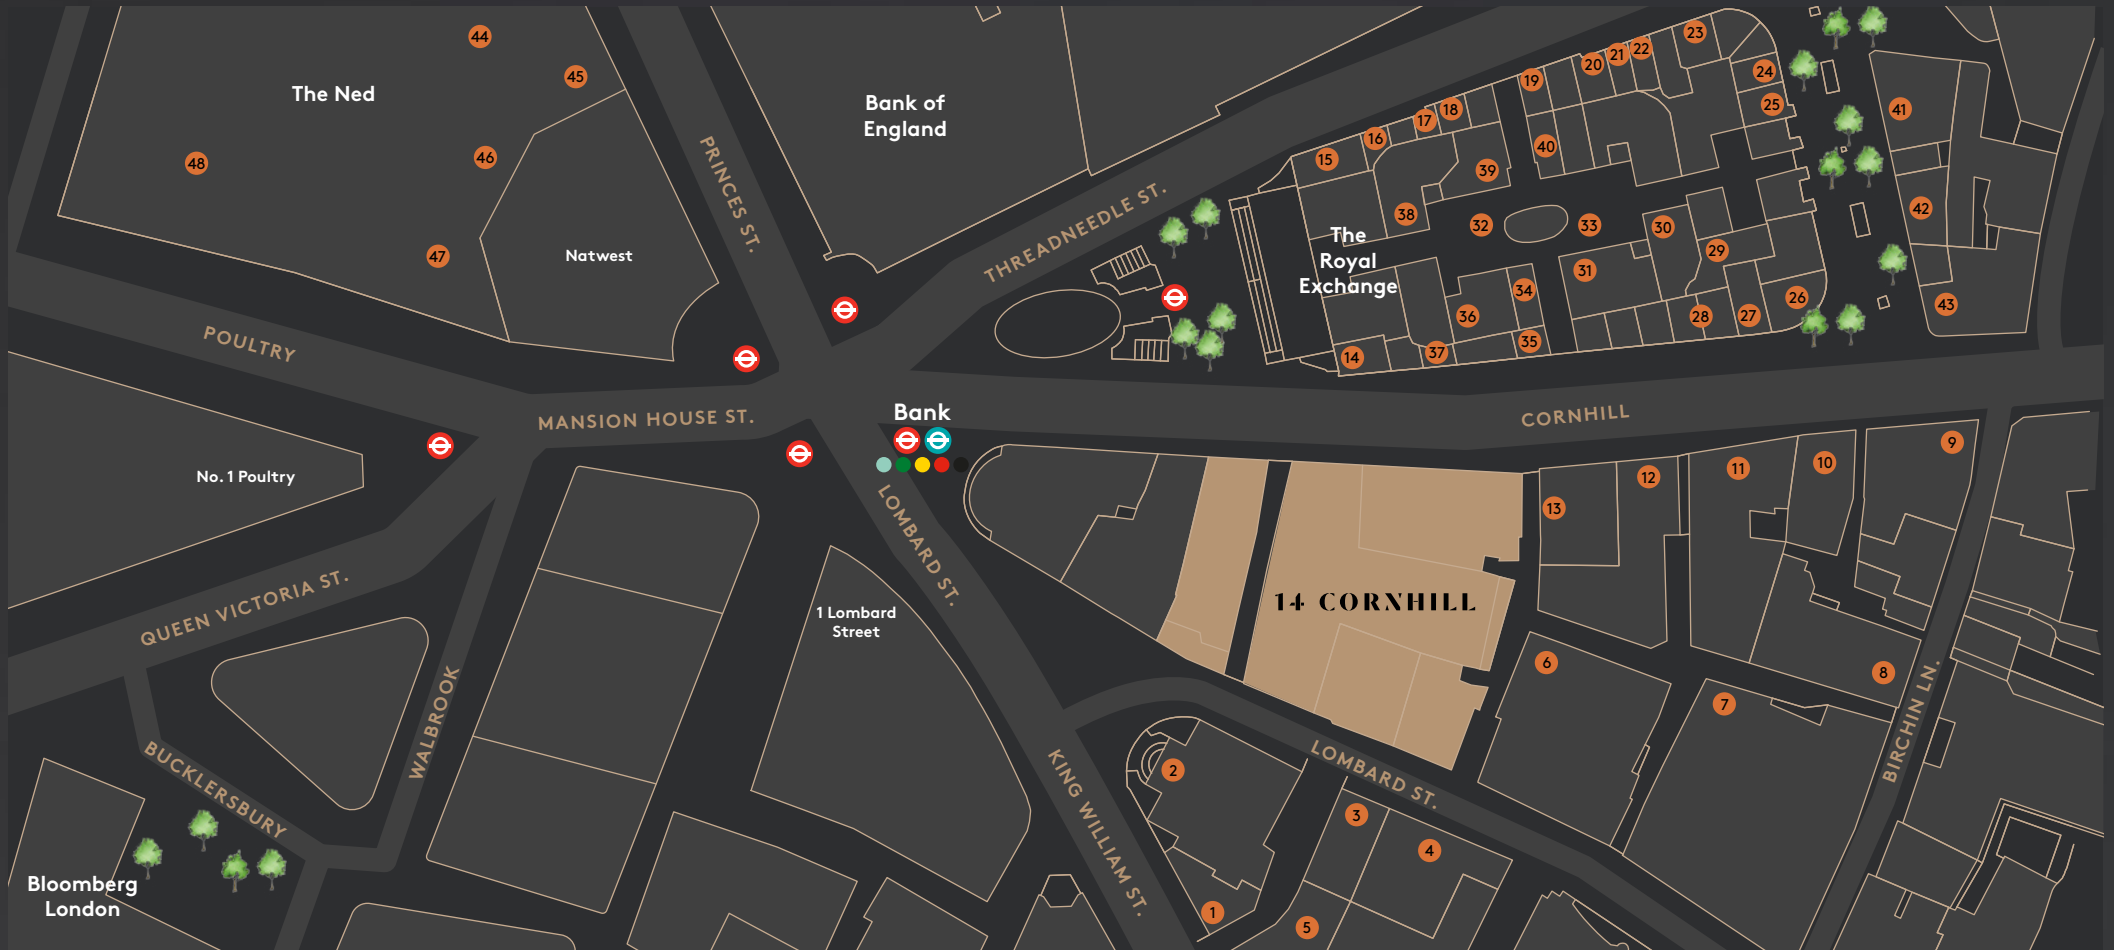 44
45
The Ned
48
46
47
Natwest
PRINCES ST.
Bank of
England
THREADNEEDLE ST.
15
16
17
18
19
20
21
22
23
24
25
40
39
38
32
33
30
29
31
34
36
35
37
14
28
27
26
The
Royal
Exchange
41
42
43
POULTRY
MANSION HOUSE ST.
Bank
CORNHILL
No. 1 Poultry
QUEEN VICTORIA ST.
LOMBARD ST.
1 Lombard
Street
14 CORNHILL
13
12
11
10
9
6
7
8
BIRCHIN LN.
WALBROOK
BUCKLERSBURY
Bloomberg
London
KING WILLIAM ST.
LOMBARD ST.
2
3
4
1
5